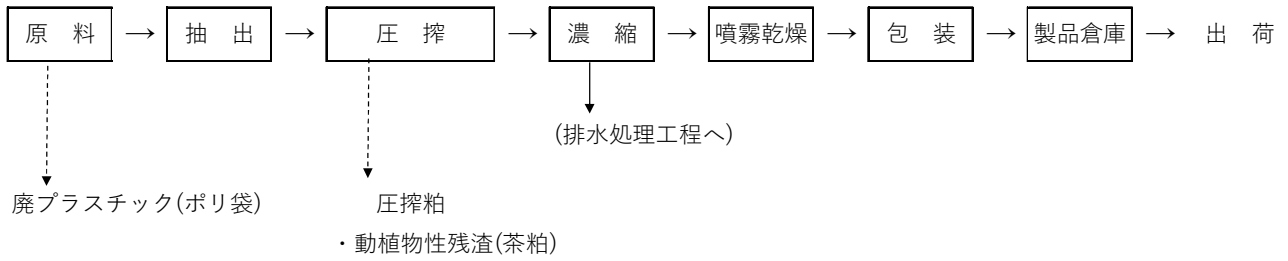 原　料 → 抽　出 → 圧　搾 → 濃　縮 → 噴霧乾燥 → 包　装 → 製品倉庫 → 出　荷
(排水処理工程へ)
廃プラスチック(ポリ袋)　圧搾粕
・動植物性残渣(茶粕)